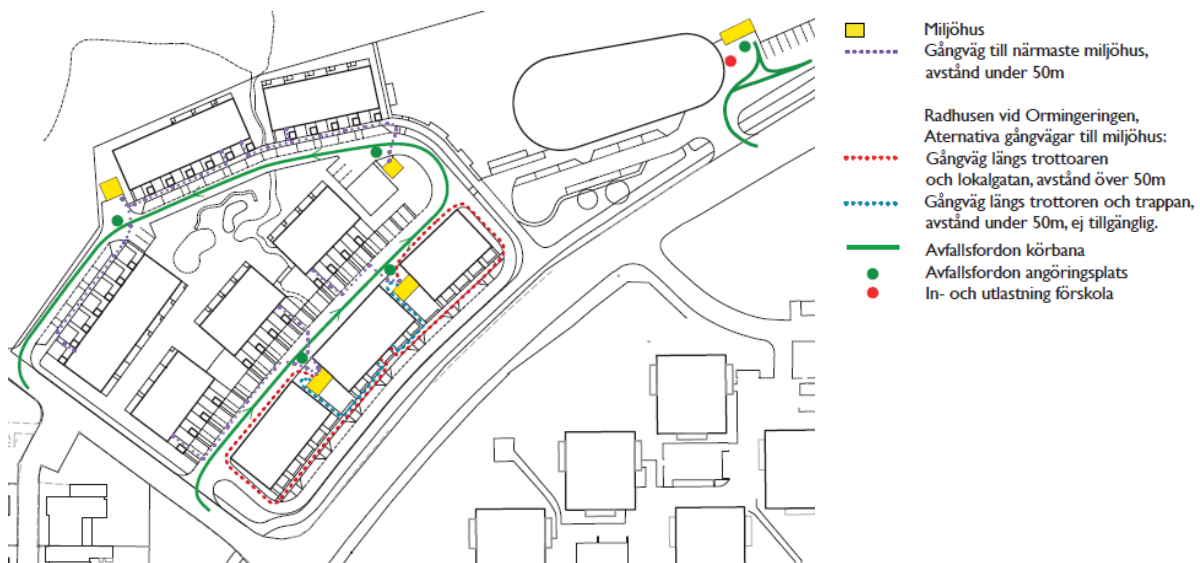 Miljöhus
Gångväg till närmaste miljöhus,
avstånd under 50m
Radhusen vid Ormingeringen,
Aternativa gångvägar till miljöhus:
Gångväg längs trottoaren
och lokalgatan, avstånd över 50m
Gångväg längs trottoren och trappan,
avstånd under 50m, ej tillgänglig.
Avfallsfordon körbana
Avfallsfordon angöringsplats
In- och utlastning förskola